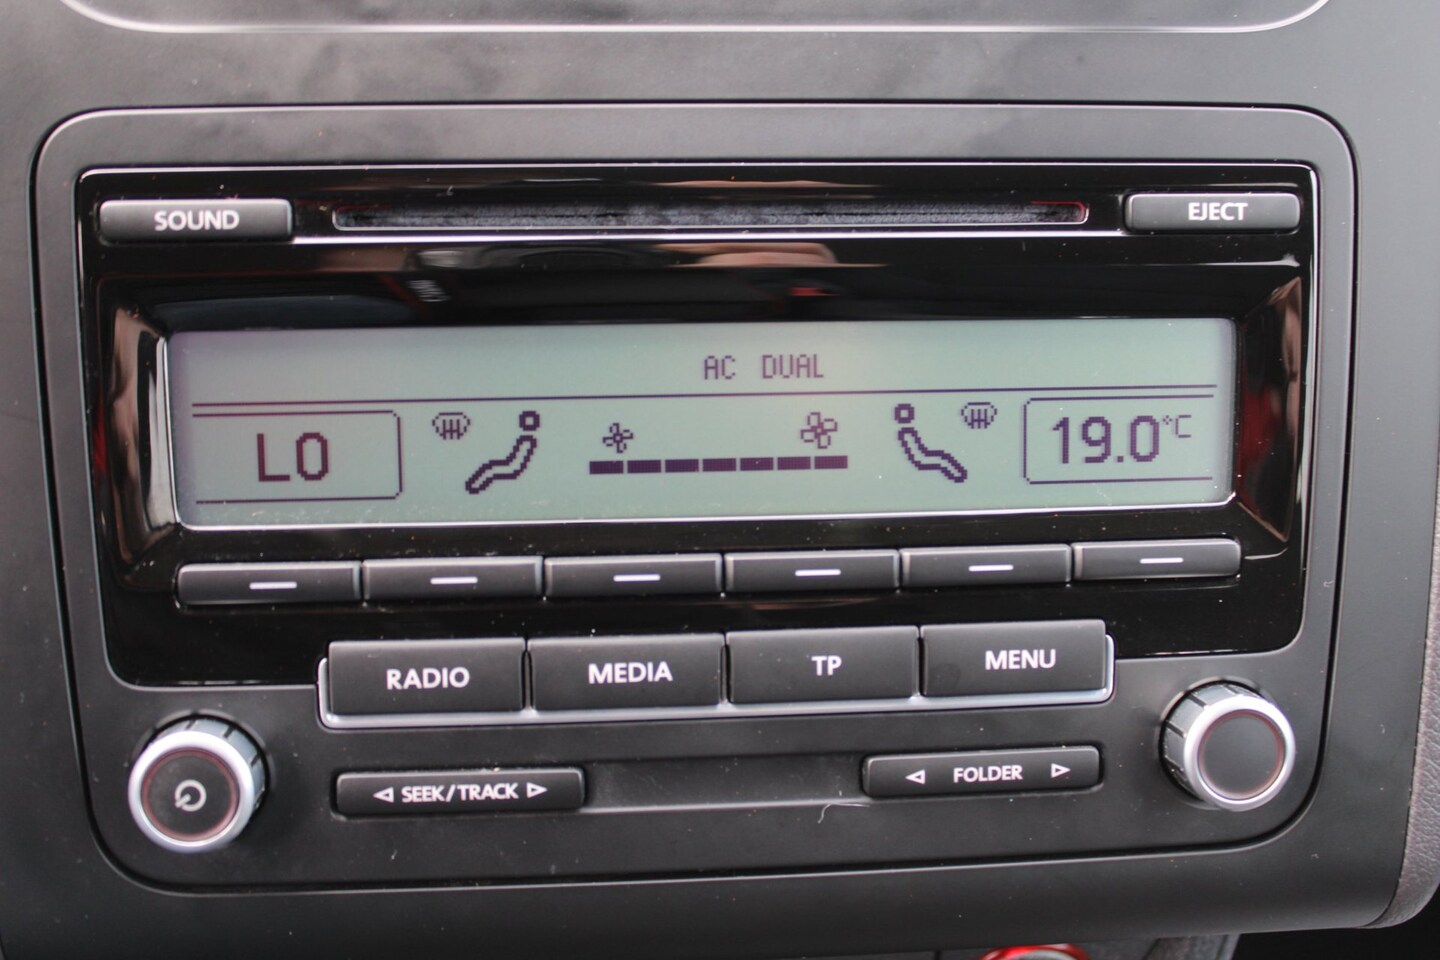 SOUND
EJECT
AC DUAL
LO
19.0°C
RADIO
MEDIA
TP
MENU
SEEK/TRACK
FOLDER